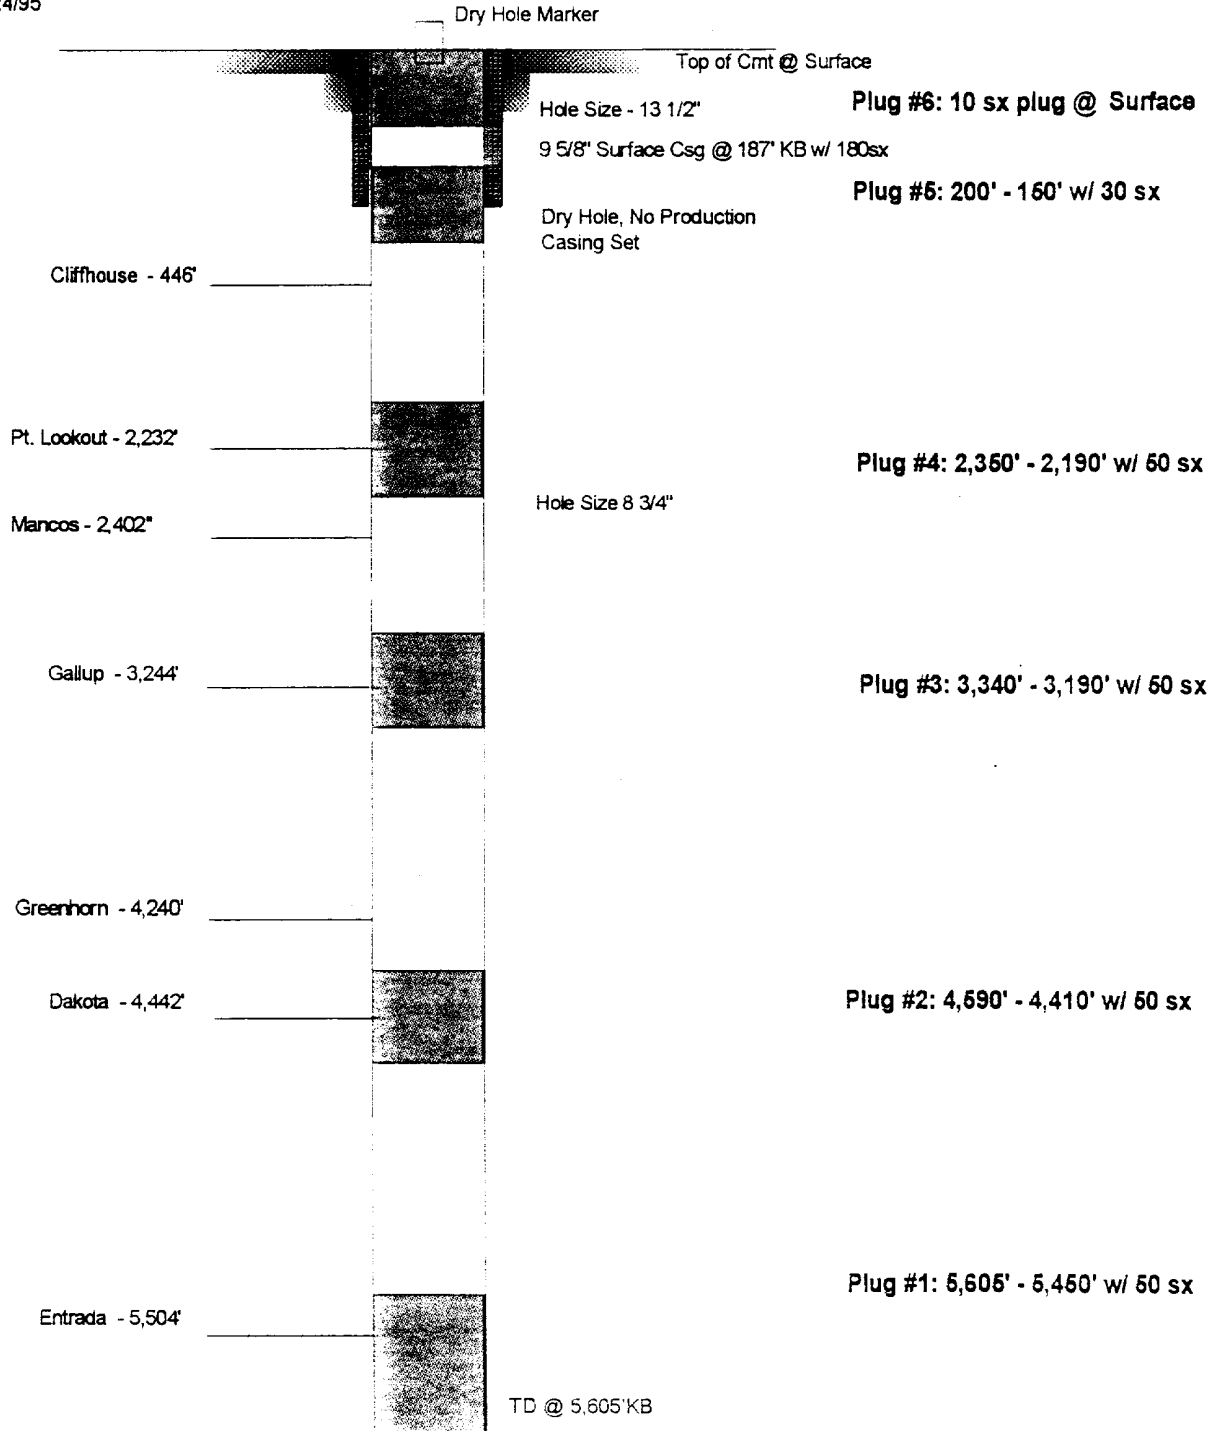 4/95
Dry Hole Marker
Top of Cmt @ Surface
Plug #6: 10 sx plug @ Surface
Hole Size - 13 1/2"
9 5/8" Surface Csg @ 187' KB w/ 180sx
Plug #5: 200' - 150' w/ 30 sx
Dry Hole, No Production
Casing Set
Cliffhouse - 446'
Pt. Lookout - 2,232'
Plug #4: 2,350' - 2,190' w/ 50 sx
Hole Size 8 3/4"
Mancos - 2,402"
Gallup - 3,244'
Plug #3: 3,340' - 3,190' w/ 50 sx
Greenhorn - 4,240'
Dakota - 4,442'
Plug #2: 4,590' - 4,410' w/ 50 sx
Plug #1: 5,605' - 5,450' w/ 50 sx
Entrada - 5,504'
TD @ 5,605'KB